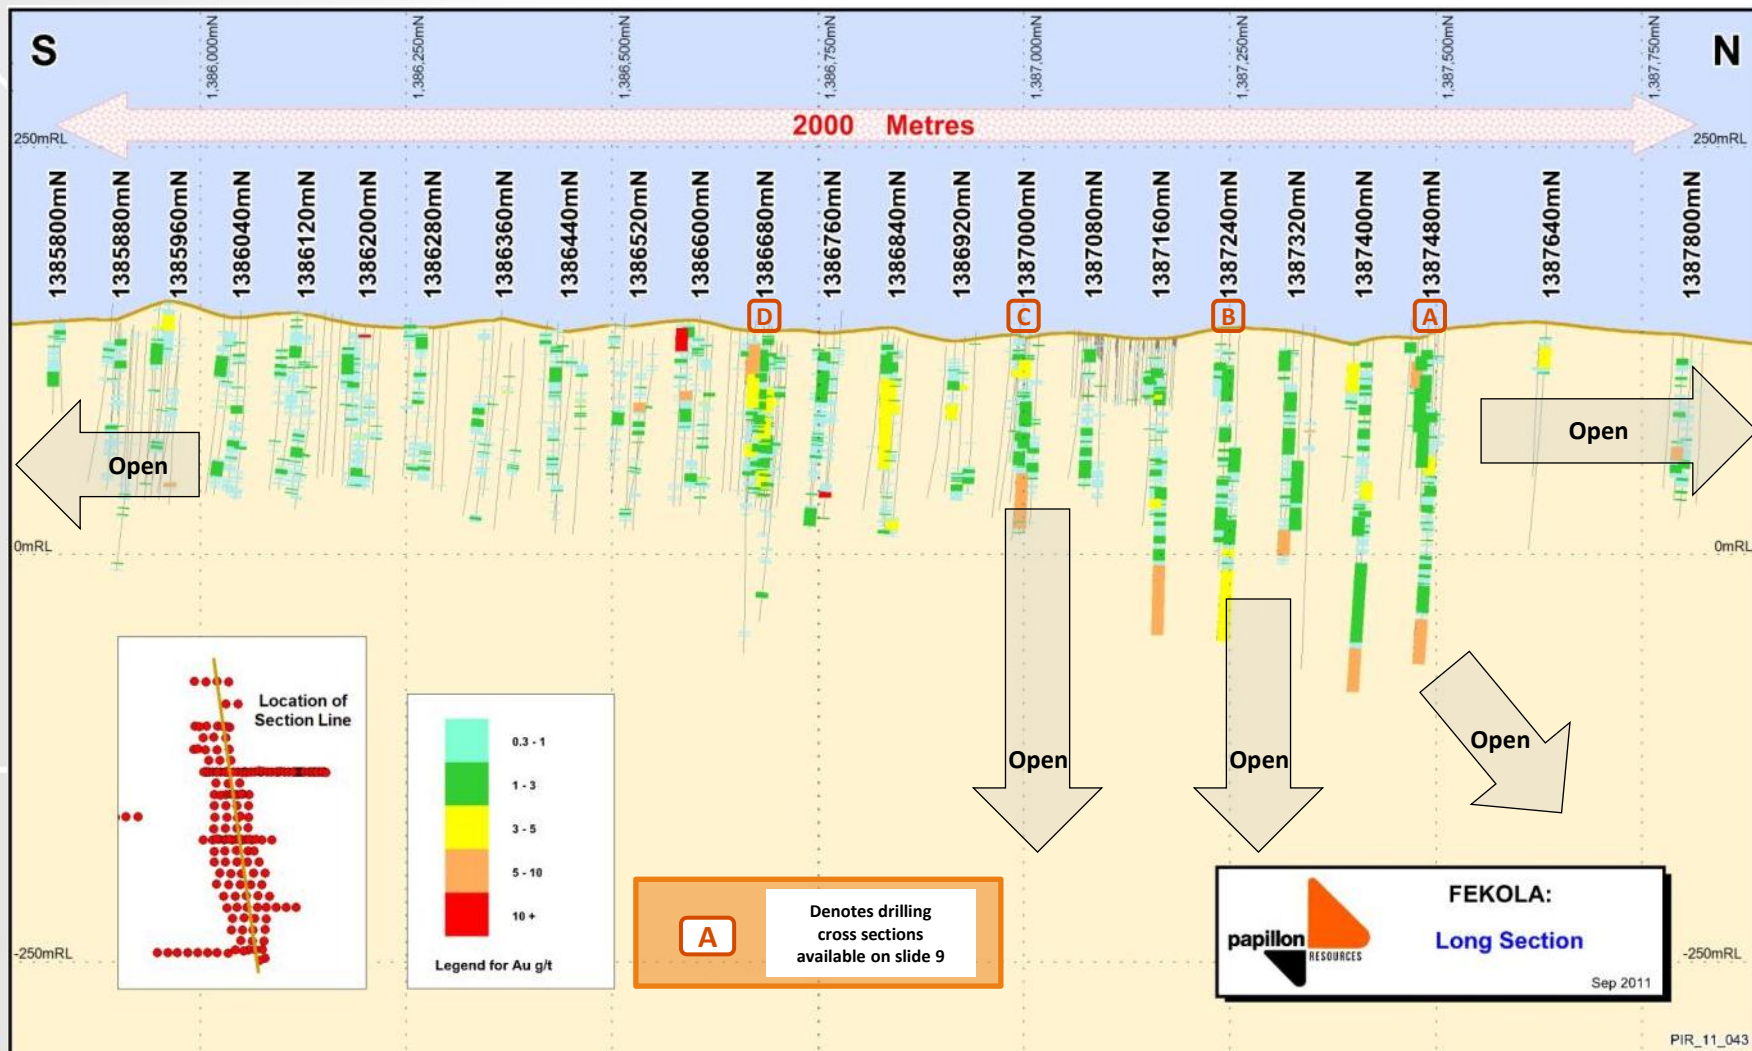 S
1,386,000mN
1,386,250mN
1,386,500mN
1,386,750mN
1,387,000mN
1,387,250mN
1,387,500mN
1,387,750mN
N
2000 Metres
250mRL
250mRL
1385800mN
1385880mN
1385960mN
1386040mN
1386120mN
1386200mN
1386280mN
1386360mN
1386440mN
1386520mN
1386600mN
1386680mN
1386760mN
1386840mN
1386920mN
1387000mN
1387080mN
1387160mN
1387240mN
1387320mN
1387400mN
1387480mN
1387640mN
1387800mN
D
C
B
A
Open
Open
0mRL
0mRL
Open
Open
Open
Location of
Section Line
0.3 - 1
1 - 3
3 - 5
5 - 10
10 +
Legend for Au g/t
A
Denotes drilling
cross sections
available on slide 9
papillon
RESOURCES
FEKOLA:
Long Section
Sep 2011
-250mRL
-250mRL
PIR_11_043